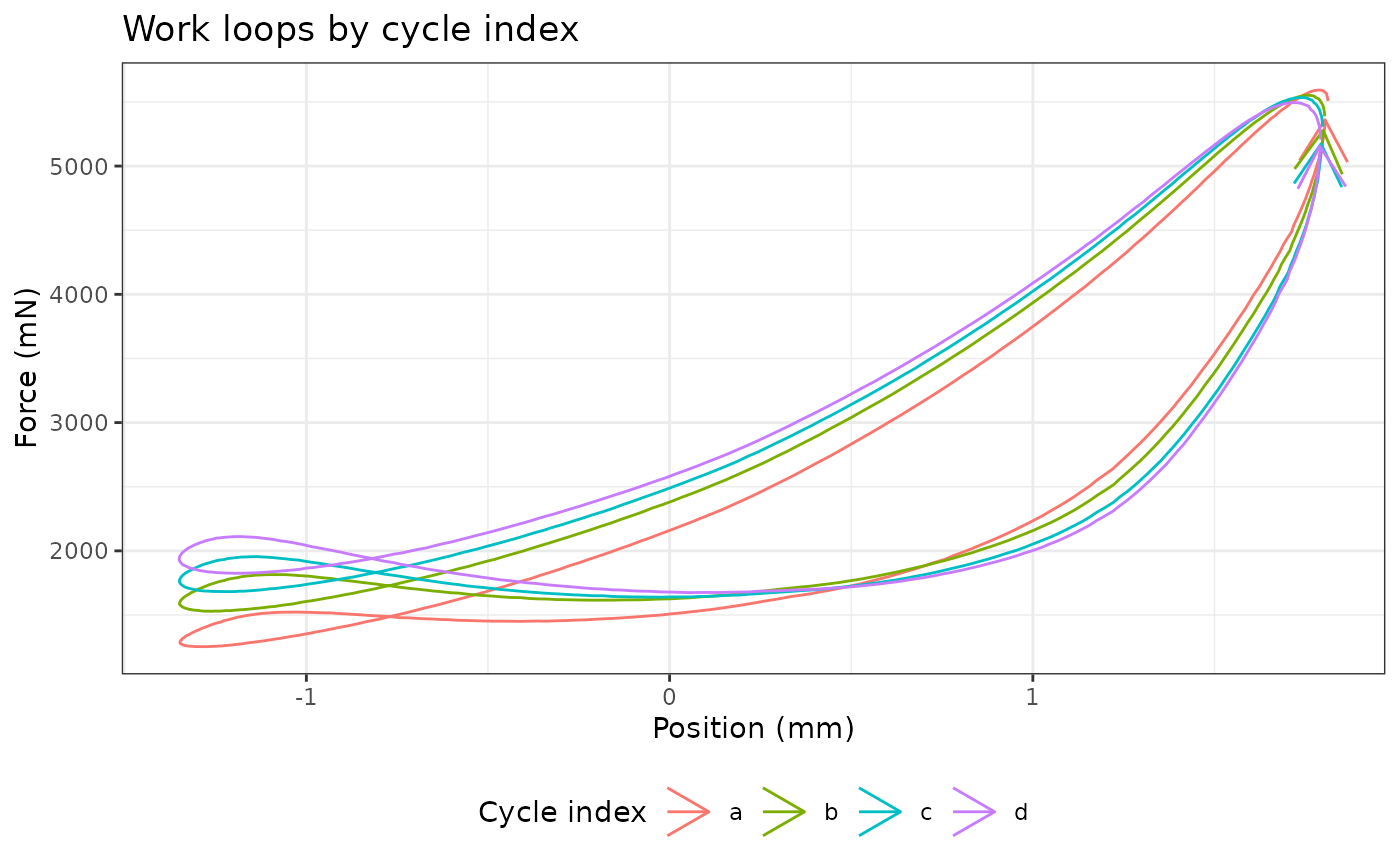 Work loops by cycle index
Force (mN)
5000
4000
3000
2000
-1 0 1
Position (mm)
Cycle index a b c d